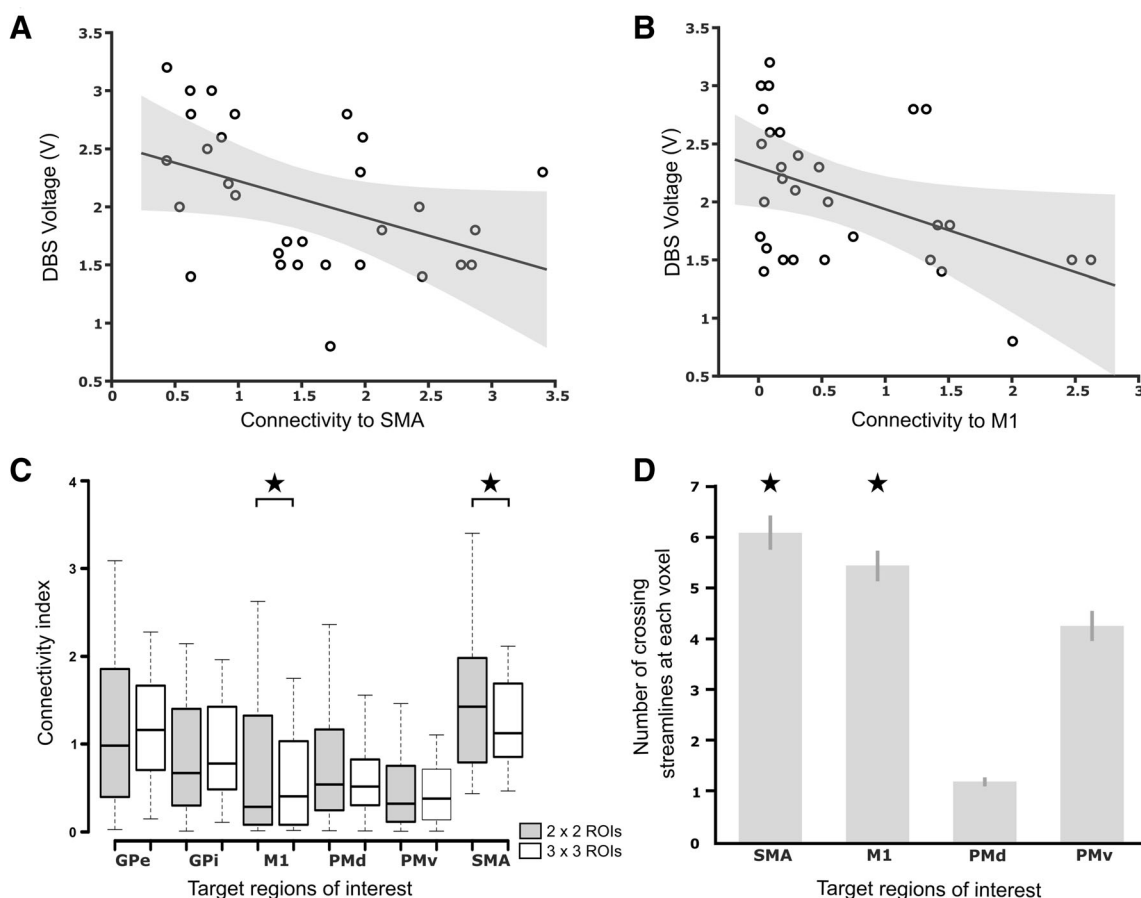 A
3.5
3
2.5
2
1.5
1
0.5
DBS Voltage (V)
0 0.5 1 1.5 2 2.5 3 3.5
Connectivity to SMA
B
3.5
3
2.5
2
1.5
1
0.5
DBS Voltage (V)
0 0.5 1 1.5 2 2.5 3
Connectivity to M1
C
4
3
2
1
0
Connectivity index
GPe GPi M1 PMd PMv SMA
2 x 2 ROIs
3 x 3 ROIs
Target regions of interest
D
7
6
5
4
3
2
1
0
Number of crossing
streamlines at each voxel
SMA M1 PMd PMv
Target regions of interest